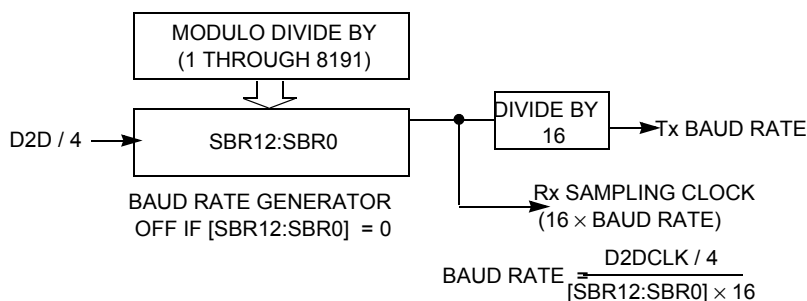 MODULO DIVIDE BY
(1 THROUGH 8191)
D2D / 4
SBR12:SBR0
DIVIDE BY
16
Tx BAUD RATE
BAUD RATE GENERATOR
OFF IF [SBR12:SBR0] = 0
Rx SAMPLING CLOCK
(16 × BAUD RATE)
BAUD RATE =
D2DCLK / 4
[SBR12:SBR0] × 16